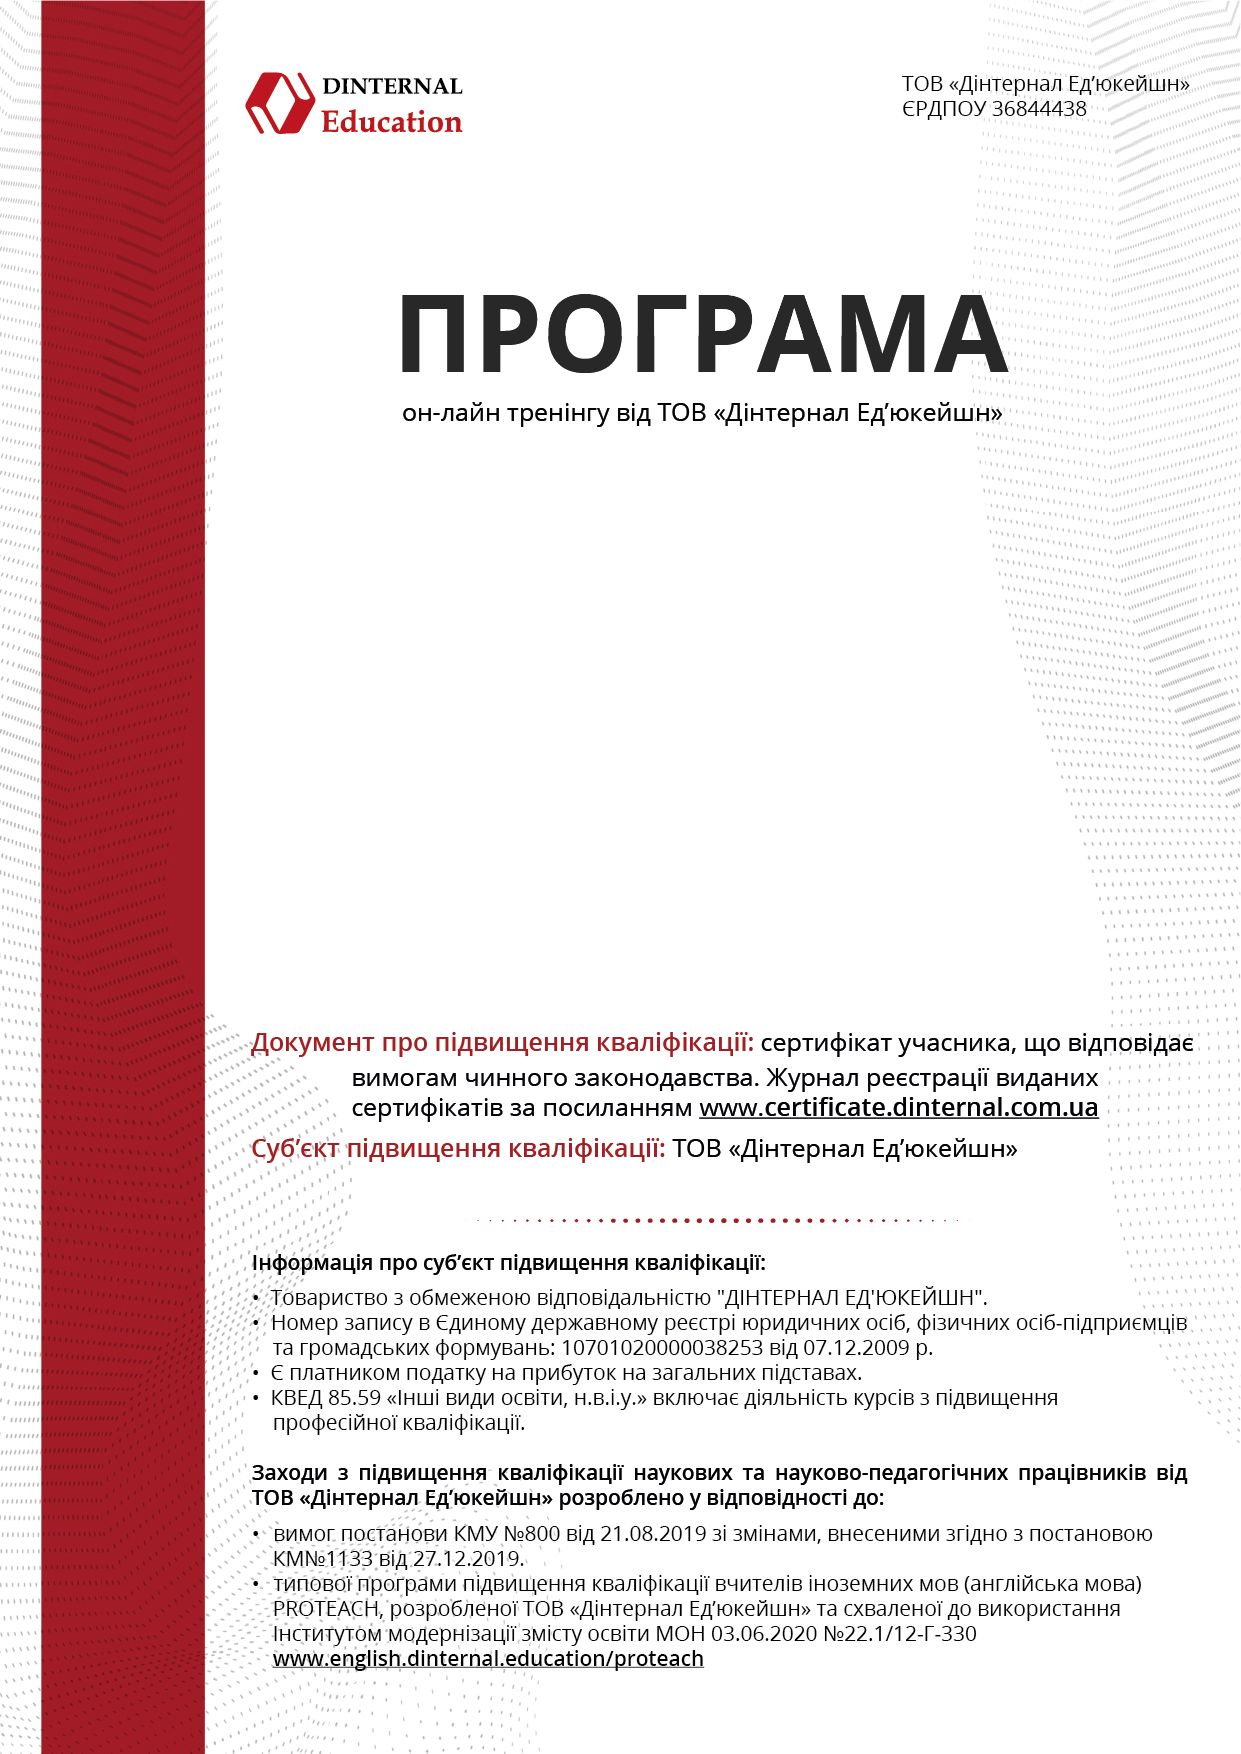 DINTERNAL
Education
ТОВ «Дінтернал Ед’юкейшн»
ЄРДПОУ 36844438
ПРОГРАМА
он-лайн тренінгу від ТОВ «Дінтернал Ед’юкейшн»
Документ про підвищення кваліфікації: сертифікат учасника, що відповідає
вимогам чинного законодавства. Журнал реєстрації виданих
сертифікатів за посиланням www.certificate.dinternal.com.ua
Суб’єкт підвищення кваліфікації: ТОВ «Дінтернал Ед’юкейшн»
Інформація про суб’єкт підвищення кваліфікації:
• Товариство з обмеженою відповідальністю "ДІНТЕРНАЛ ЕД'ЮКЕЙШН".
• Номер запису в Єдиному державному реєстрі юридичних осіб, фізичних осіб-підприємців
та громадських формувань: 10701020000038253 від 07.12.2009 р.
• Є платником податку на прибуток на загальних підставах.
• КВЕД 85.59 «Інші види освіти, н.в.і.у.» включає діяльність курсів з підвищення
професійної кваліфікації.
Заходи з підвищення кваліфікації наукових та науково-педагогічних працівників від
ТОВ «Дінтернал Ед’юкейшн» розроблено у відповідності до:
• вимог постанови КМУ №800 від 21.08.2019 зі змінами, внесеними згідно з постановою
КМ№1133 від 27.12.2019.
• типової програми підвищення кваліфікації вчителів іноземних мов (англійська мова)
PROTEACH, розробленої ТОВ «Дінтернал Ед’юкейшн» та схваленої до використання
Інститутом модернізації змісту освіти МОН 03.06.2020 №22.1/12-Г-330
www.english.dinternal.education/proteach